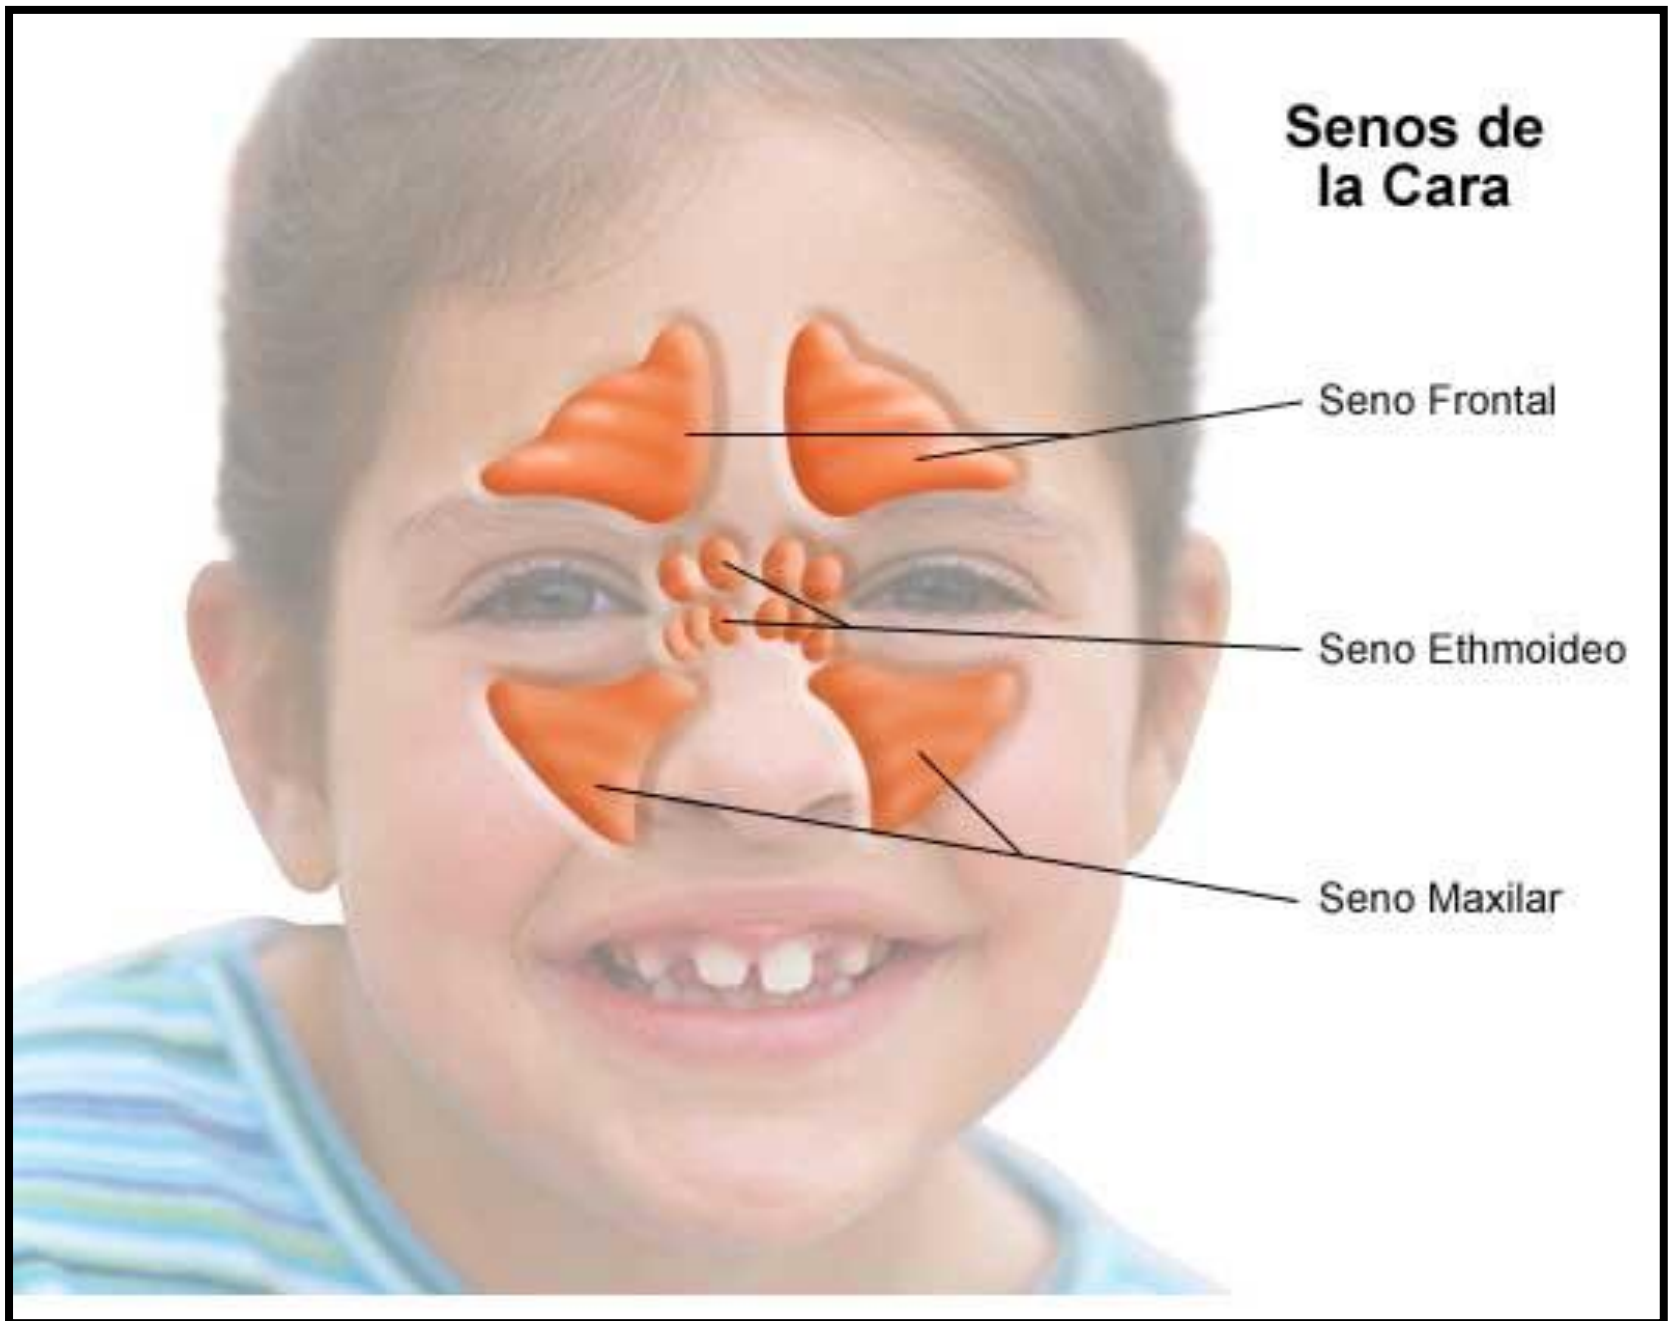 Senos de
la Cara
Seno Frontal
Seno Ethmoideo
Seno Maxilar